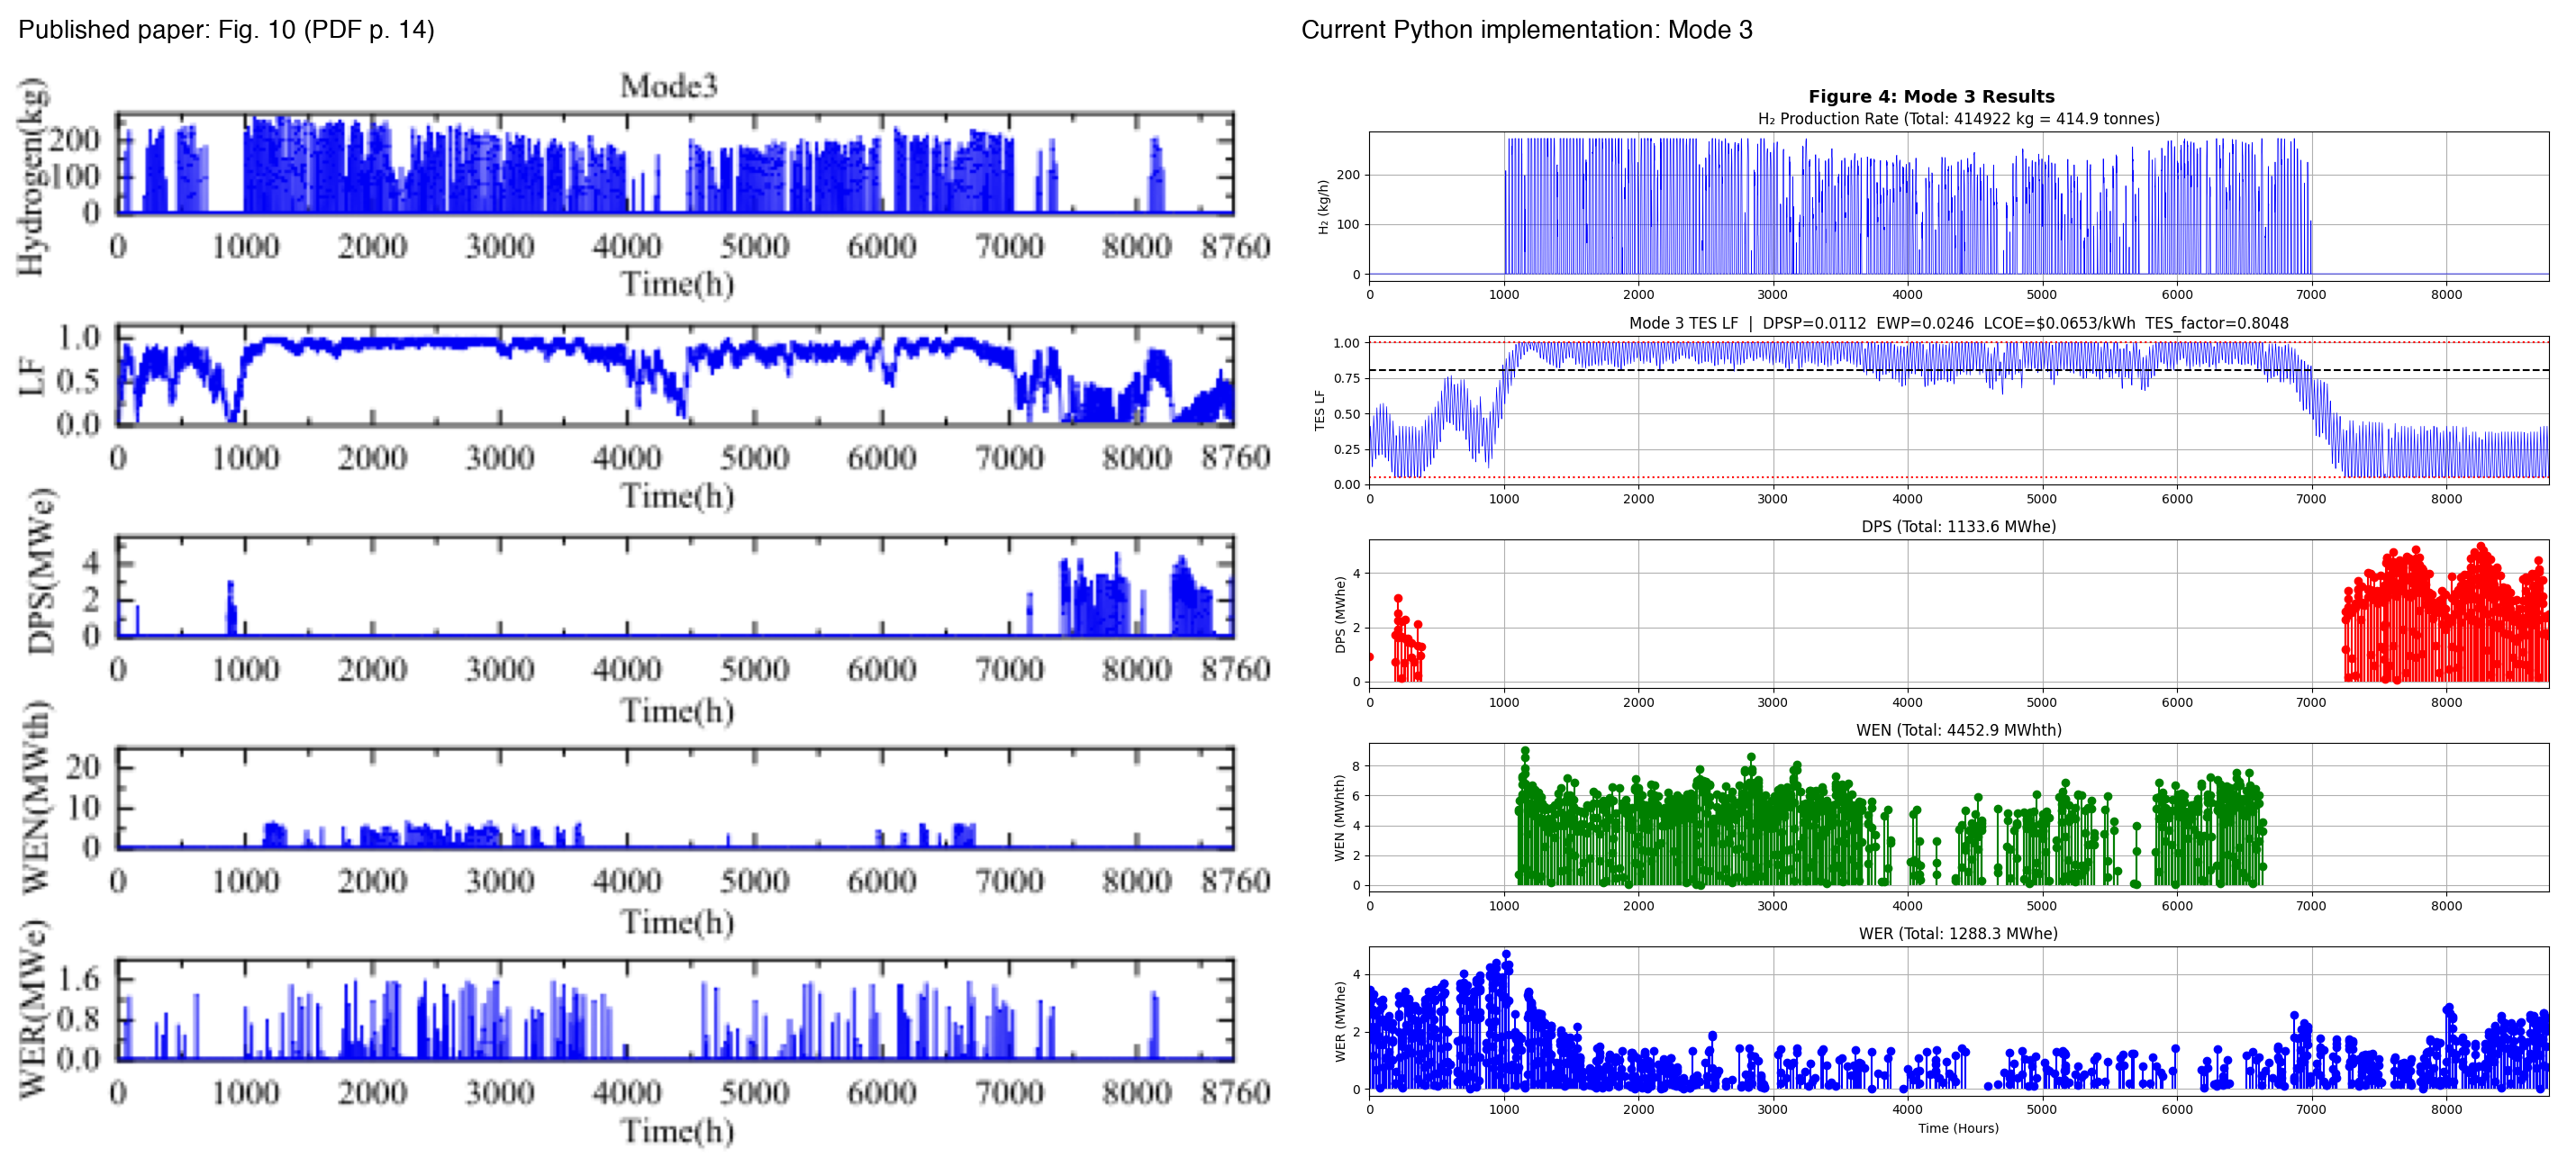 Published paper: Fig. 10 (PDF p. 14)
Mode3
Hydrogen(kg)
200
100
0
0 1000 2000 3000 4000 5000 6000 7000 8000 8760
Time(h)
LF
1.0
0.5
0.0
0 1000 2000 3000 4000 5000 6000 7000 8000 8760
Time(h)
DPS(MWe)
4
2
0
0 1000 2000 3000 4000 5000 6000 7000 8000 8760
Time(h)
WEN(MWth)
20
10
0
0 1000 2000 3000 4000 5000 6000 7000 8000 8760
Time(h)
WER(MWe)
1.6
0.8
0.0
0 1000 2000 3000 4000 5000 6000 7000 8000 8760
Time(h)
Current Python implementation: Mode 3
Figure 4: Mode 3 Results
H₂ Production Rate (Total: 414922 kg = 414.9 tonnes)
H₂ (kg/h)
200
100
0
0 1000 2000 3000 4000 5000 6000 7000 8000
Mode 3 TES LF | DPSP=0.0112 EWP=0.0246 LCOE=$0.0653/kWh TES_factor=0.8048
TES LF
1.00
0.75
0.50
0.25
0.00
0 1000 2000 3000 4000 5000 6000 7000 8000
DPS (Total: 1133.6 MWhe)
DPS (MWhe)
4
2
0
0 1000 2000 3000 4000 5000 6000 7000 8000
WEN (Total: 4452.9 MWhth)
WEN (MWhth)
8
6
4
2
0
0 1000 2000 3000 4000 5000 6000 7000 8000
WER (Total: 1288.3 MWhe)
WER (MWhe)
4
2
0
0 1000 2000 3000 4000 5000 6000 7000 8000
Time (Hours)